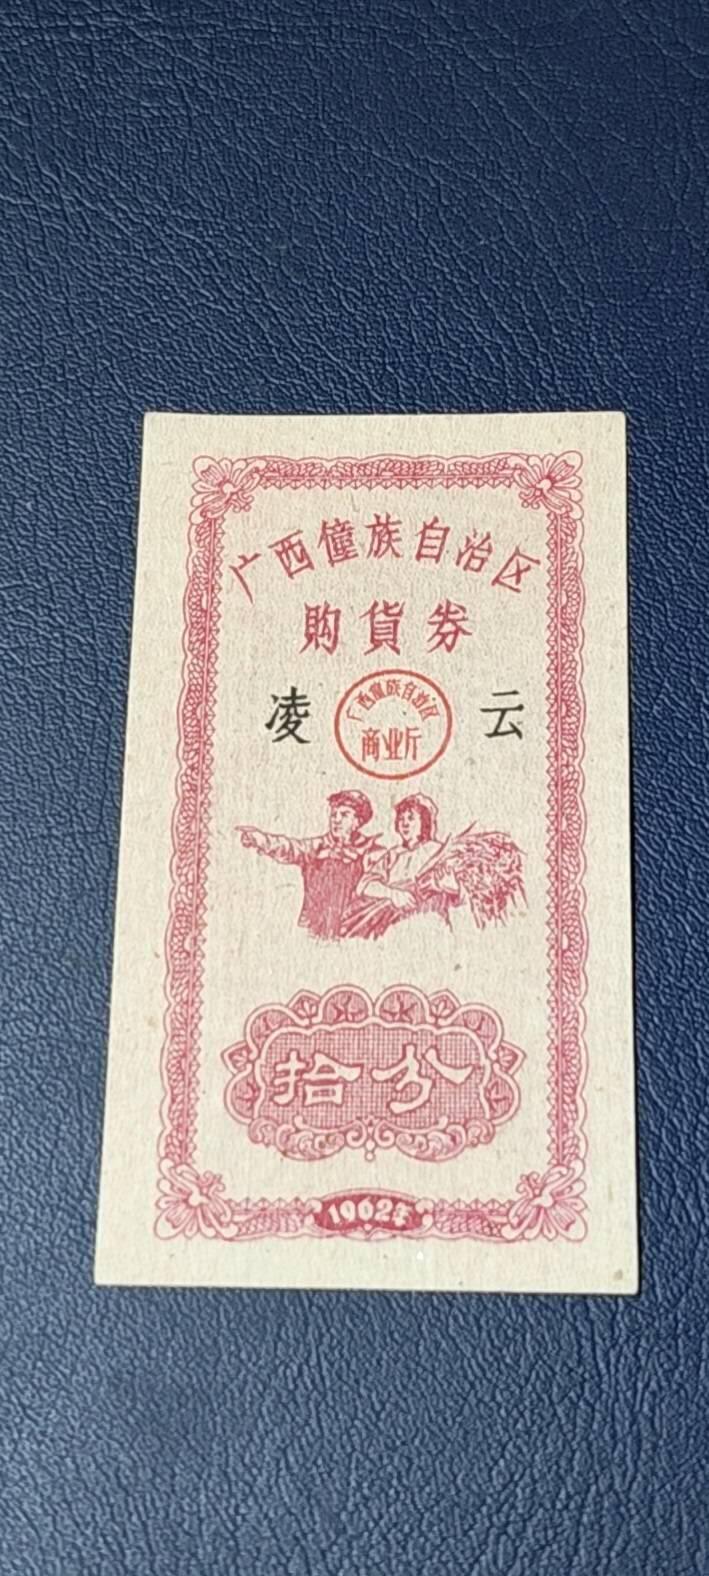 广西僮族自治区
购貨券
凌 云
广西僮族自治区
商业厅
拾分
1962年